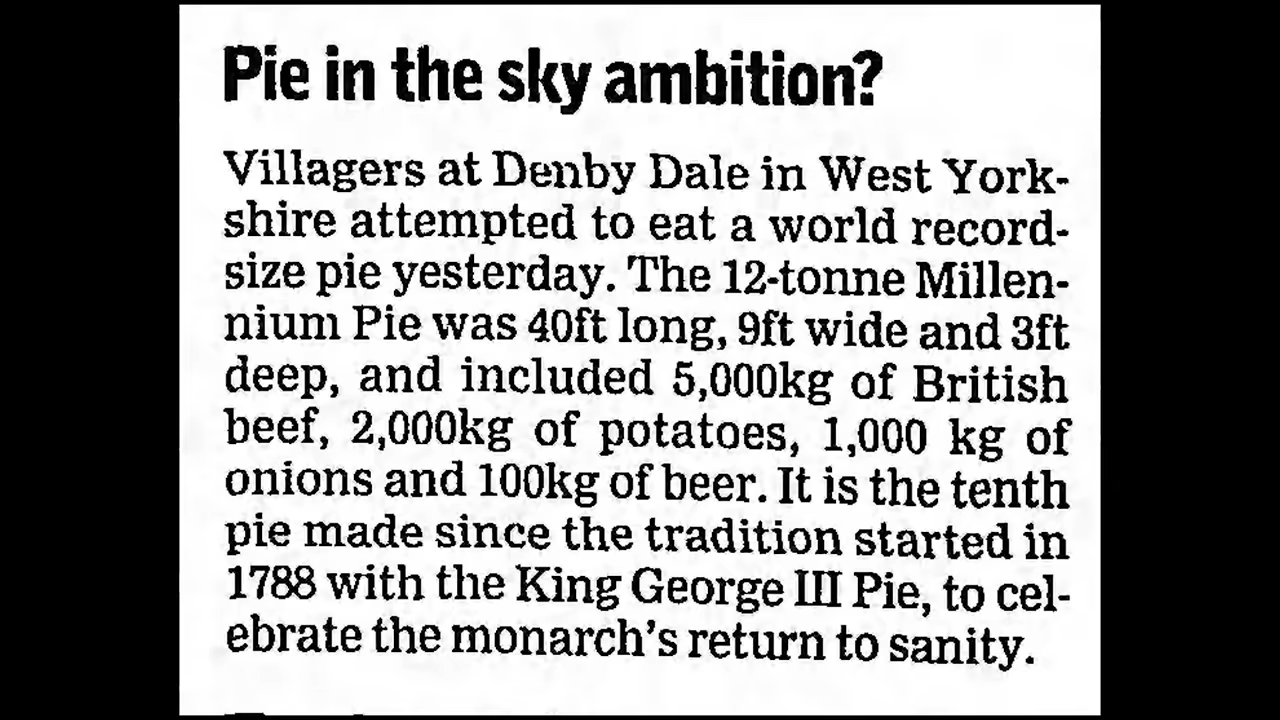 Pie in the sky ambition?
Villagers at Denby Dale in West York-
shire attempted to eat a world record-
size pie yesterday. The 12-tonne Millen-
nium Pie was 40ft long, 9ft wide and 3ft
deep, and included 5,000kg of British
beef, 2,000kg of potatoes, 1,000 kg of
onions and 100kg of beer. It is the tenth
pie made since the tradition started in
1788 with the King George III Pie, to cel-
ebrate the monarch's return to sanity.